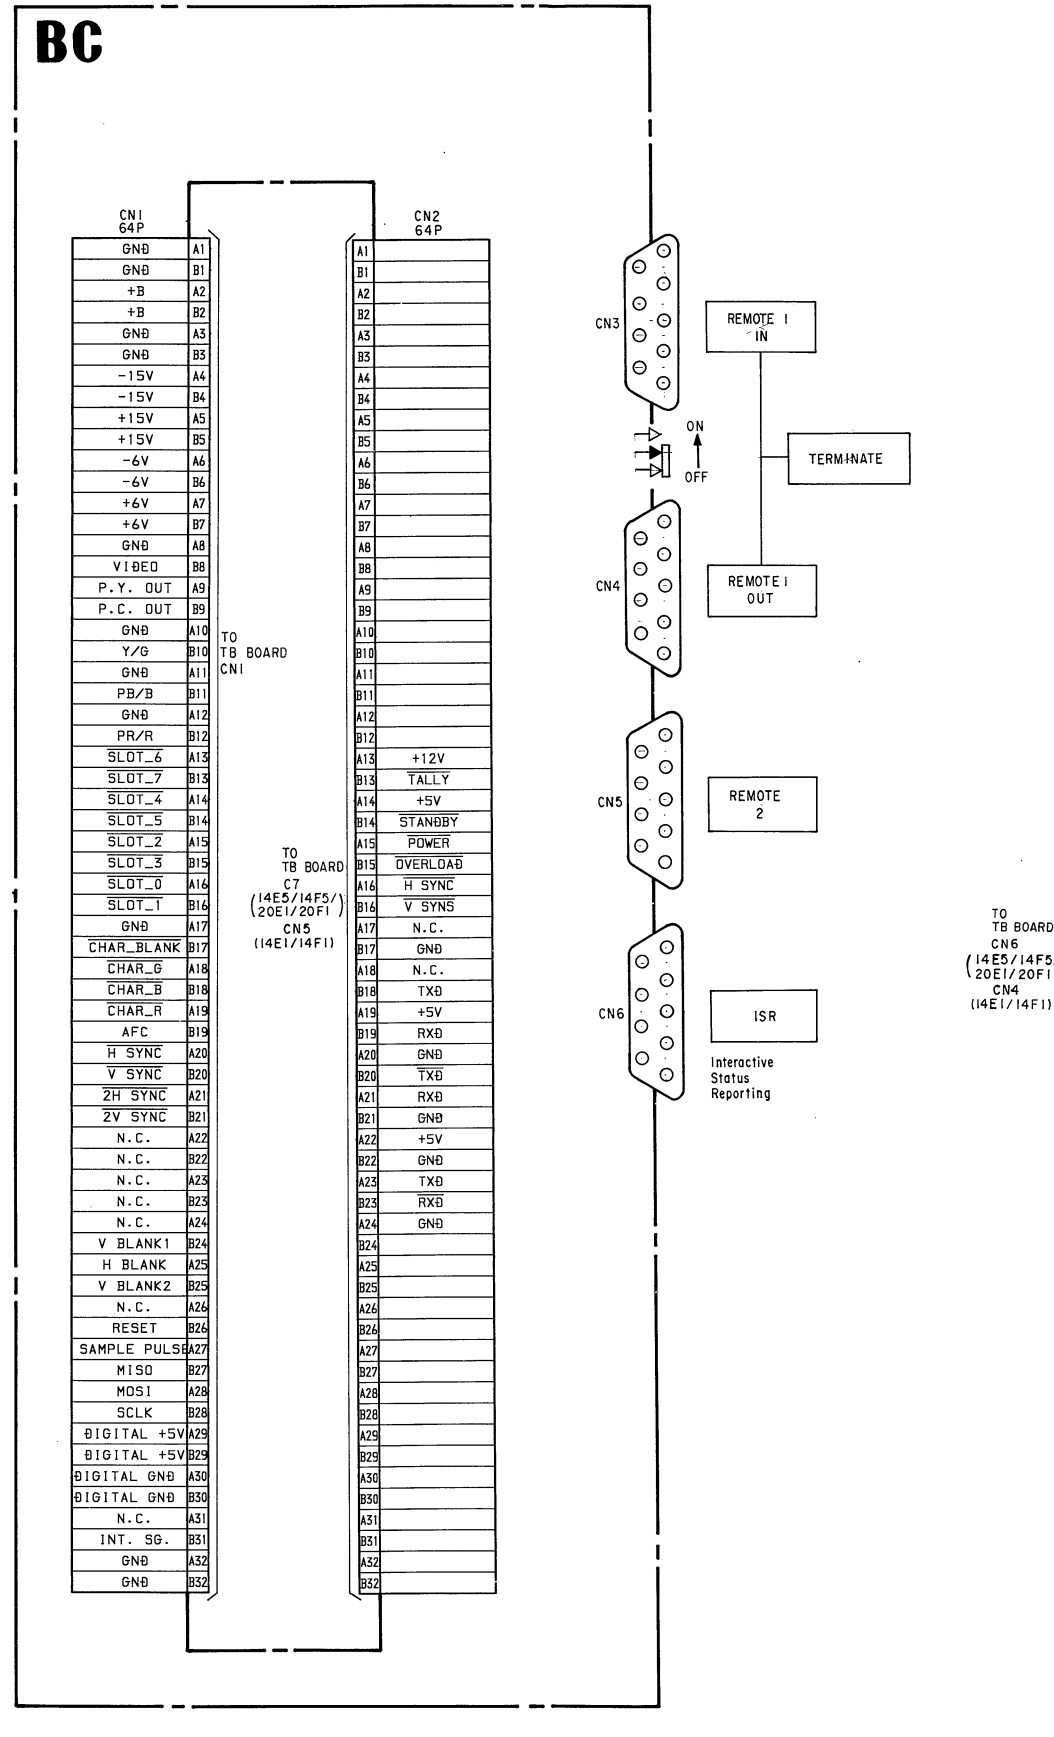 BC
CN1
64P
GND A1
GND B1
+B A2
+B B2
GND A3
GND B3
-15V A4
-15V B4
+15V A5
+15V B5
-6V A6
-6V B6
+6V A7
+6V B7
GND A8
VIDEO B8
P.Y. OUT A9
P.C. OUT B9
GND A10
Y/G B10
GND A11
PB/B B11
GND A12
PR/R B12
SLOT_6 A13
SLOT_7 B13
SLOT_4 A14
SLOT_5 B14
SLOT_2 A15
SLOT_3 B15
SLOT_0 A16
SLOT_1 B16
GND A17
CHAR_BLANK B17
CHAR_G A18
CHAR_B B18
CHAR_R A19
AFC B19
H SYNC A20
V SYNC B20
2H SYNC A21
2V SYNC B21
N.C. A22
N.C. B22
N.C. A23
N.C. B23
N.C. A24
V BLANK1 B24
H BLANK A25
V BLANK2 B25
N.C. A26
RESET B26
SAMPLE PULSE A27
MISO B27
MOSI A28
SCLK B28
DIGITAL +5V A29
DIGITAL +5V B29
DIGITAL GND A30
DIGITAL GND B30
N.C. A31
INT. SG. B31
GND A32
GND B32
TO
TB BOARD
CN1
TO
TB BOARD
C7
(14E5/14F5/
20E1/20F1)
CN5
(14E1/14F1)
CN2
64P
A1
B1
A2
B2
A3
B3
A4
B4
A5
B5
A6
B6
A7
B7
A8
B8
A9
B9
A10
B10
A11
B11
A12
B12
A13 +12V
B13 TALLY
A14 +5V
B14 STANDBY
A15 POWER
B15 OVERLOAD
A16 H SYNC
B16 V SYNS
A17 N.C.
B17 GND
A18 N.C.
B18 TXD
A19 +5V
B19 RXD
A20 GND
B20 TXD
A21 RXD
B21 GND
A22 +5V
B22 GND
A23 TXD
B23 RXD
A24 GND
B24
A25
B25
A26
B26
A27
B27
A28
B28
A29
B29
A30
B30
A31
B31
A32
B32
CN3
REMOTE 1
IN
ON
OFF
TERMINATE
CN4
REMOTE 1
OUT
CN5
REMOTE
2
CN6
ISR
Interactive
Status
Reporting
TO
TB BOARD
CN6
(14E5/14F5
20E1/20F1
CN4
(14E1/14F1)